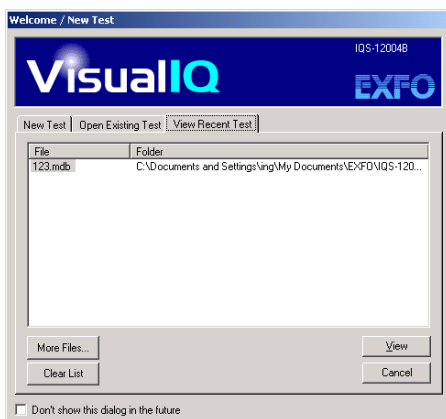 Welcome / New Test
IQS-12004B
VisualIQ
EXFO
New Test Open Existing Test View Recent Test
File Folder
123.mdb C:\Documents and Settings\ing\My Documents\EXFO\IQS-120...
More Files... View
Clear List Cancel
Don't show this dialog in the future